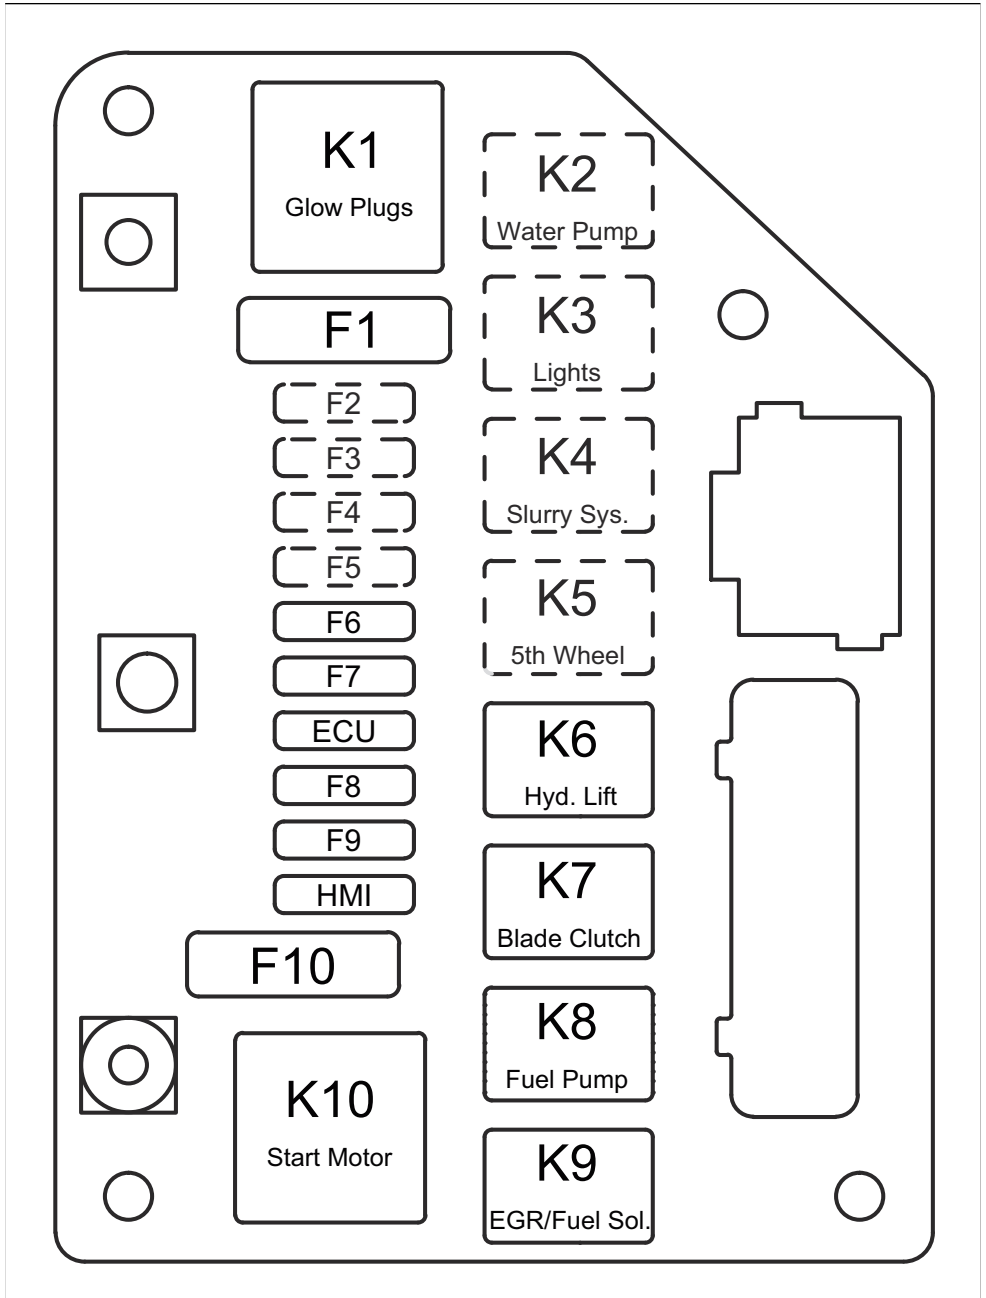 K1
Glow Plugs
K2
Water Pump
F1
K3
Lights
F2
F3
F4
F5
K4
Slurry Sys.
K5
5th Wheel
F6
F7
ECU
F8
F9
HMI
K6
Hyd. Lift
K7
Blade Clutch
F10
K8
Fuel Pump
K10
Start Motor
K9
EGR/Fuel Sol.